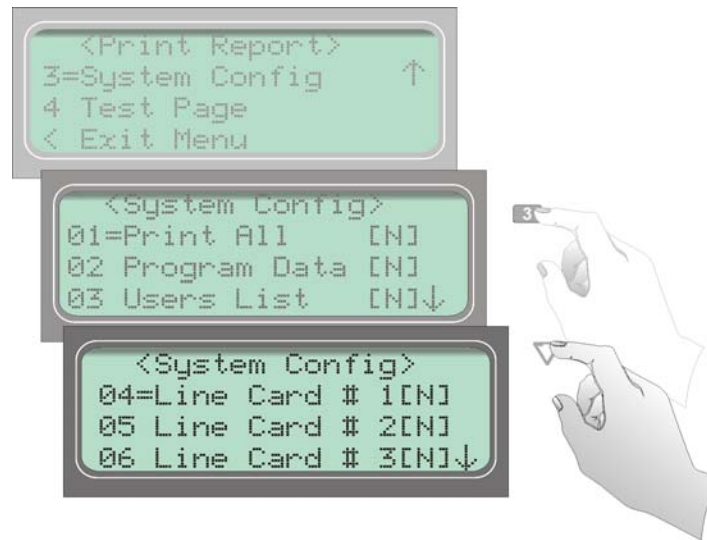 <Print Report>
3=System Config ↑
4 Test Page
< Exit Menu
<System Config>
01=Print All [N]
02 Program Data [N]
03 Users List [N]↓
3
<System Config>
04=Line Card # 1[N]
05 Line Card # 2[N]
06 Line Card # 3[N]↓